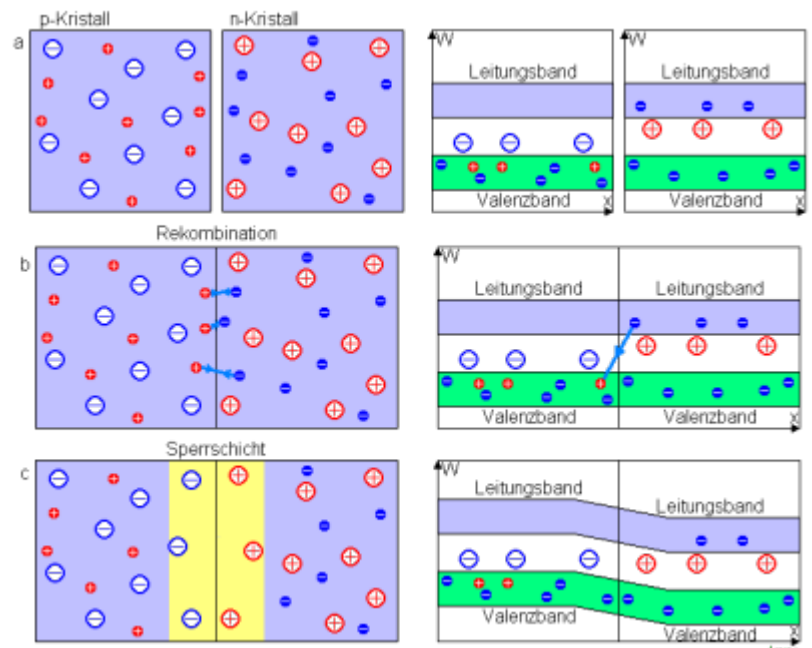 p-Kristall n-Kristall
a
W W
Leitungsband Leitungsband
Valenzband x Valenzband x
Rekombination
b
W
Leitungsband Leitungsband
Valenzband Valenzband x
Sperrschicht
c
W
Leitungsband Leitungsband
Valenzband Valenzband x